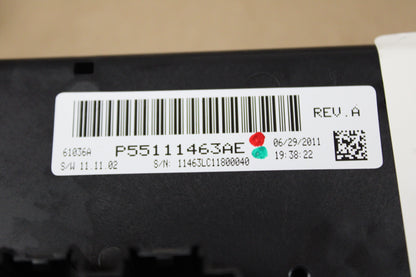 REV.A
61036A P55111463AE 06/29/2011
S/W 11.11.02 S/N: 11463LC11800040 19:38:22